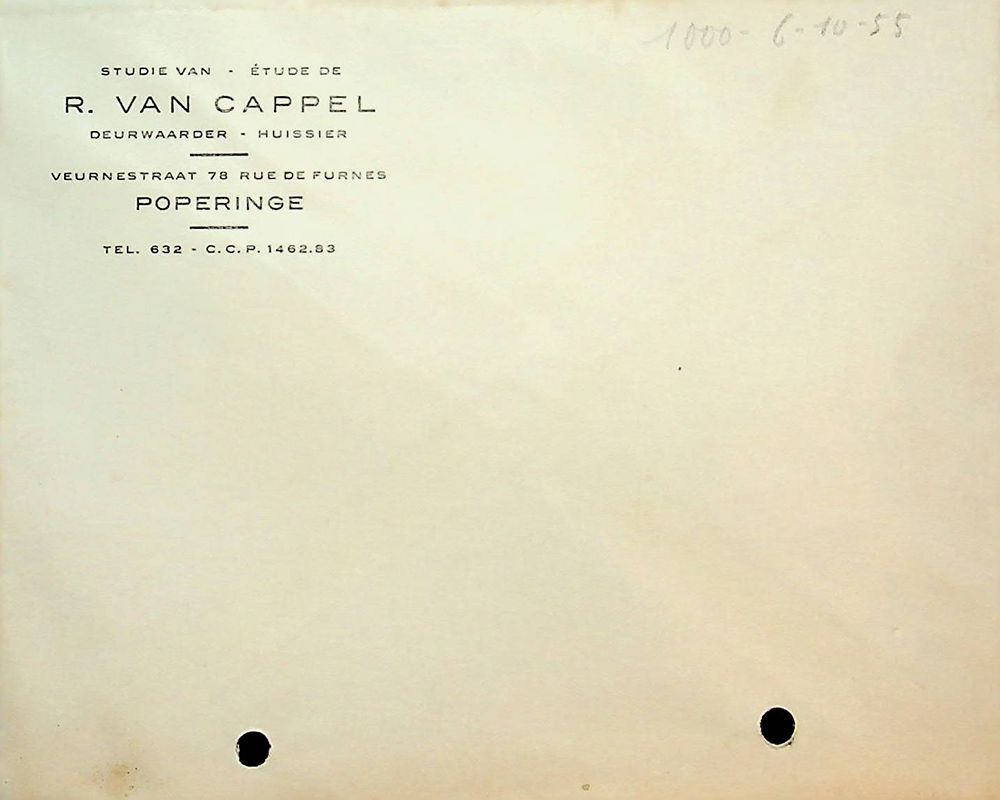 1000- 6-10-55
STUDIE VAN - ÉTUDE DE
R. VAN CAPPEL
DEURWAARDER - HUISSIER
VEURNESTRAAT 78 RUE DE FURNES
POPERINGE
TEL. 632 - C.C.P. 1462.83